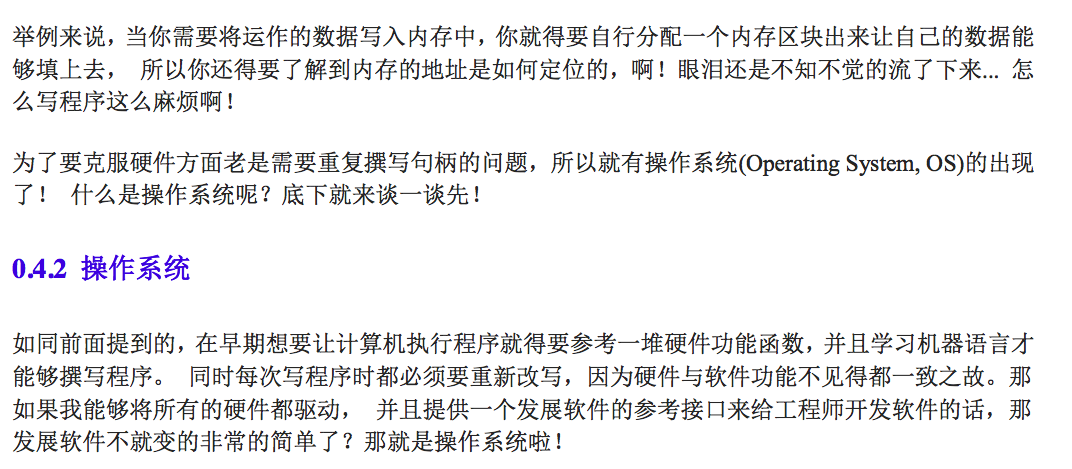 举例来说，当你需要将运作的数据写入内存中，你就得要自行分配一个内存区块出来让自己的数据能
够填上去， 所以你还得要了解到内存的地址是如何定位的，啊！眼泪还是不知不觉的流了下来... 怎
么写程序这么麻烦啊！
为了要克服硬件方面老是需要重复撰写句柄的问题，所以就有操作系统(Operating System, OS)的出现
了！ 什么是操作系统呢？底下就来谈一谈先！
0.4.2 操作系统
如同前面提到的，在早期想要让计算机执行程序就得要参考一堆硬件功能函数，并且学习机器语言才
能够撰写程序。 同时每次写程序时都必须要重新改写，因为硬件与软件功能不见得都一致之故。那
如果我能够将所有的硬件都驱动， 并且提供一个发展软件的参考接口来给工程师开发软件的话，那
发展软件不就变的非常的简单了？那就是操作系统啦！